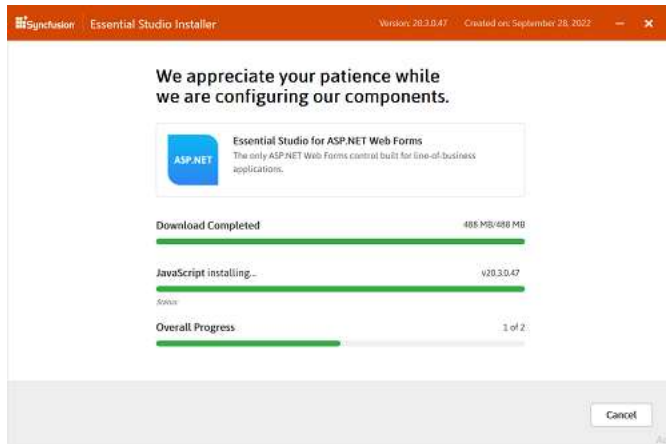 Syncfusion Essential Studio Installer Version: 20.3.0.47 Created on: September 28, 2022
We appreciate your patience while
we are configuring our components.
ASP.NET
Essential Studio for ASP.NET Web Forms
The only ASP.NET Web Forms control built for line-of-business
applications.
Download Completed 488 MB/488 MB
JavaScript installing... v20.3.0.47
Status:
Overall Progress 1 of 2
Cancel